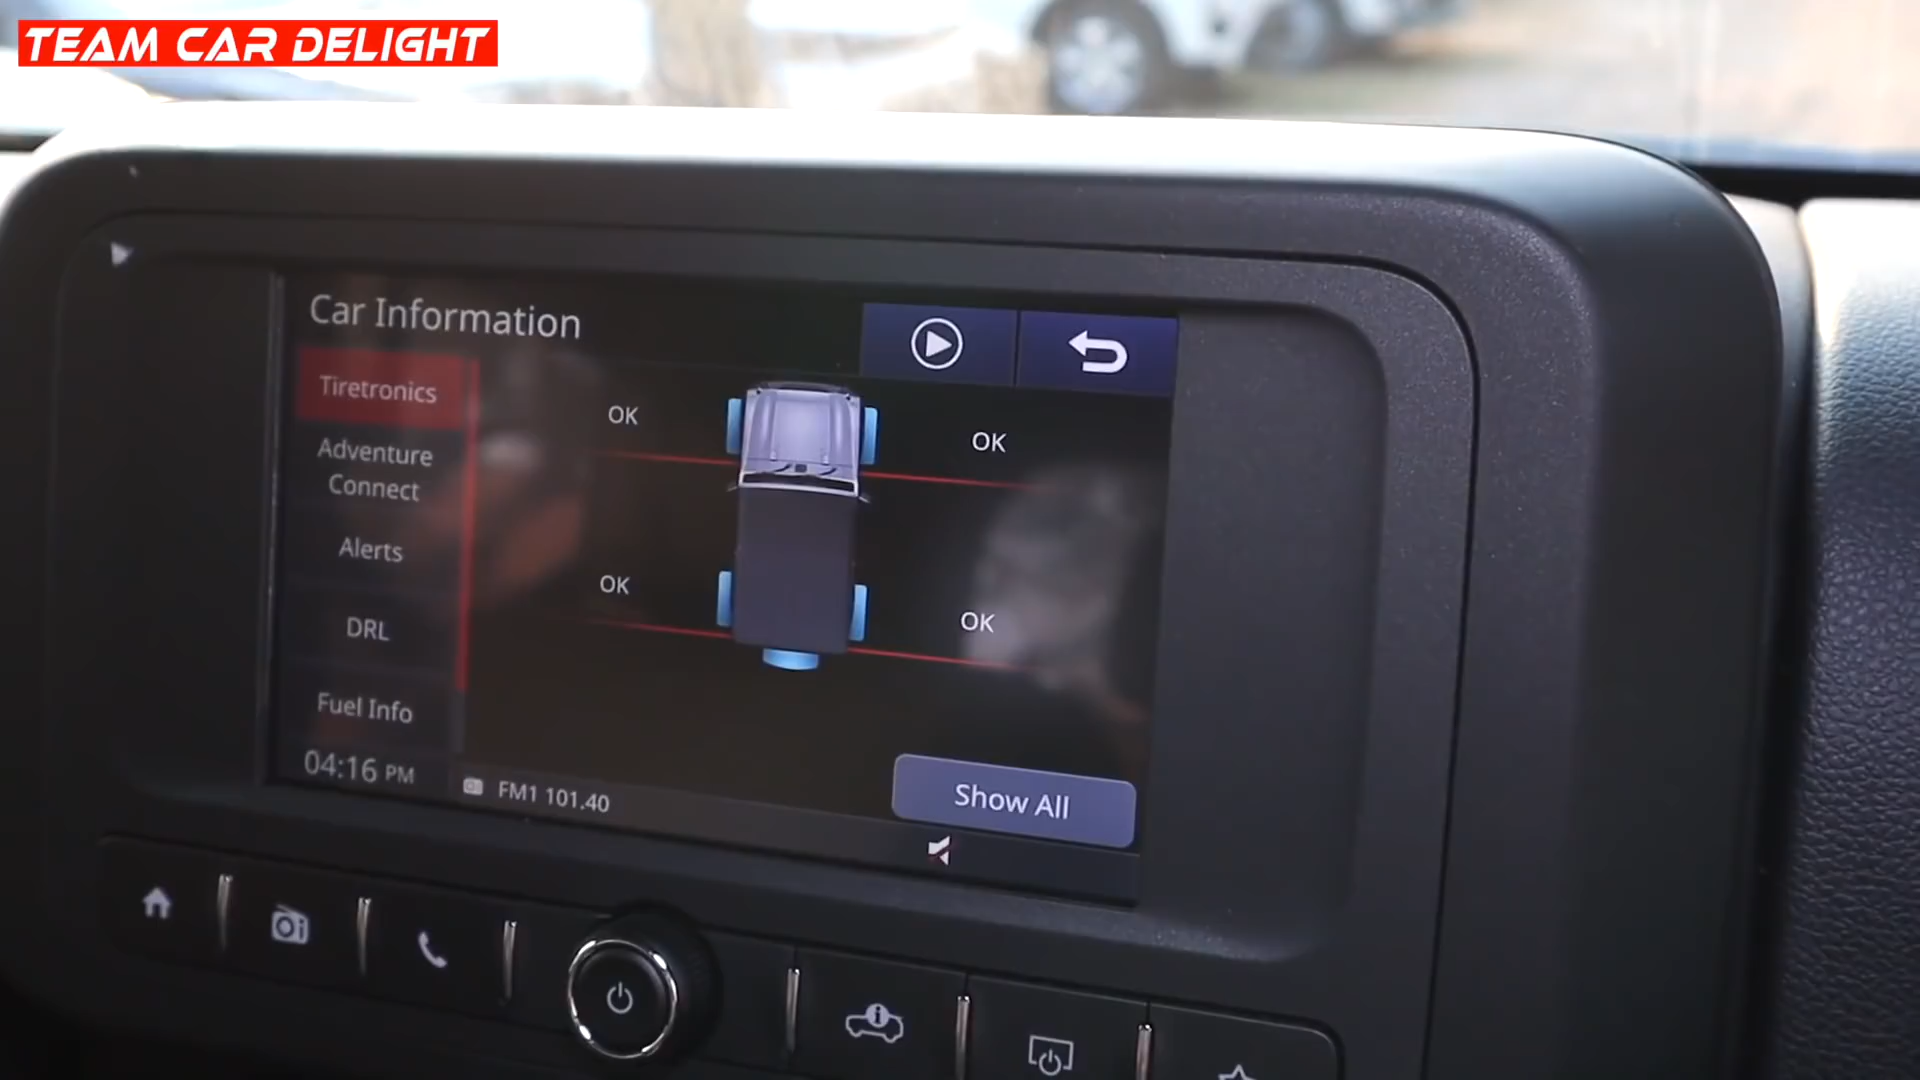 TEAM CAR DELIGHT
Car Information
Tiretronics
Adventure
Connect
Alerts
DRL
Fuel Info
OK
OK
OK
OK
Show All
04:16 PM
FM1 101.40